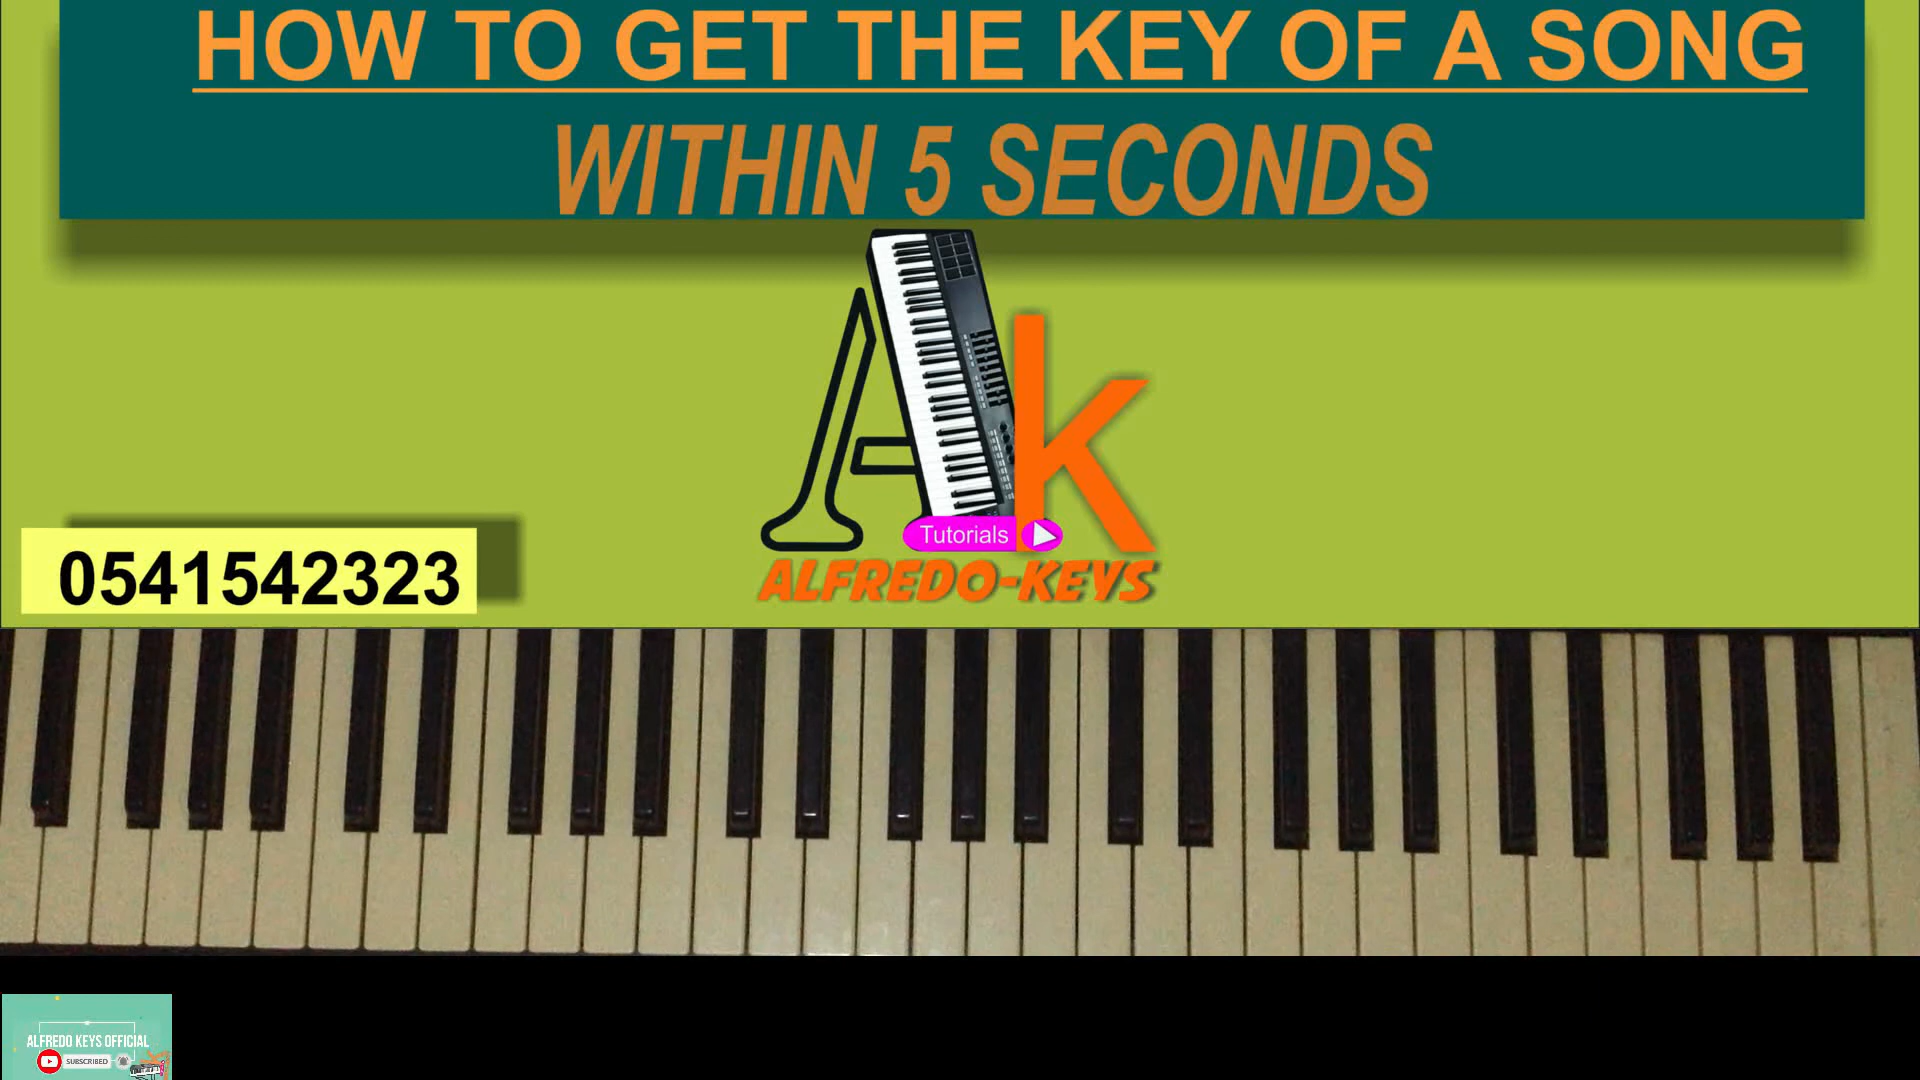 HOW TO GET THE KEY OF A SONG
WITHIN 5 SECONDS
Tutorials
ALFREDO-KEYS
0541542323
ALFREDO KEYS OFFICIAL
SUBSCRIBED